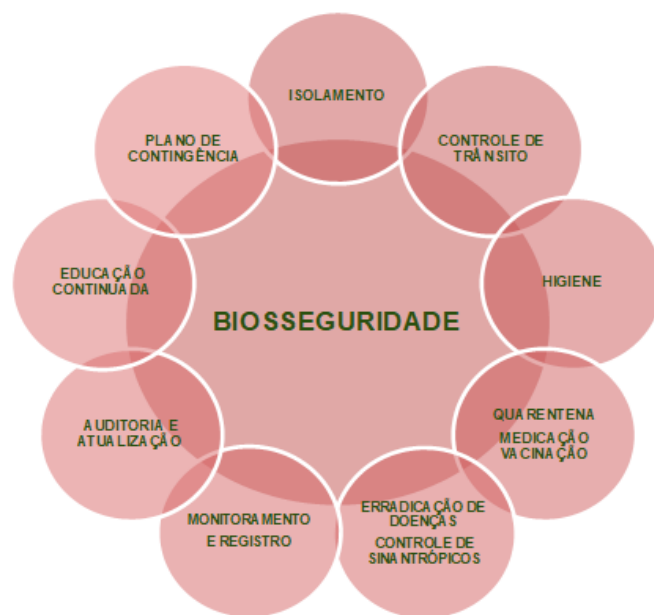 ISOLAMENTO
CONTROLE DE
TRÂNSITO
HIGIENE
QUARENTENA
MEDICAÇÃO
VACINAÇÃO
ERRADICAÇÃO DE
DOENÇAS
CONTROLE DE
SINANTRÓPICOS
MONITORAMENTO
E REGISTRO
AUDITORIA E
ATUALIZAÇÃO
EDUCAÇÃO
CONTINUADA
PLANO DE
CONTINGÊNCIA
BIOSSEGURIDADE